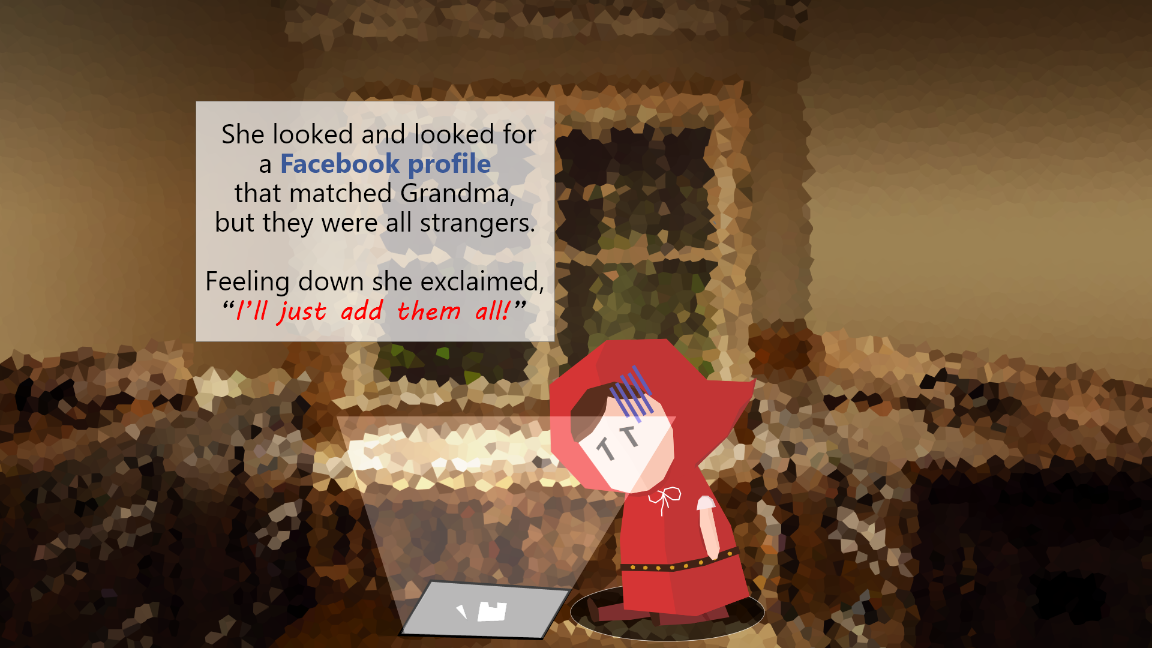 She looked and looked for
a Facebook profile
that matched Grandma,
but they were all strangers.
Feeling down she exclaimed,
“I’ll just add them all!”